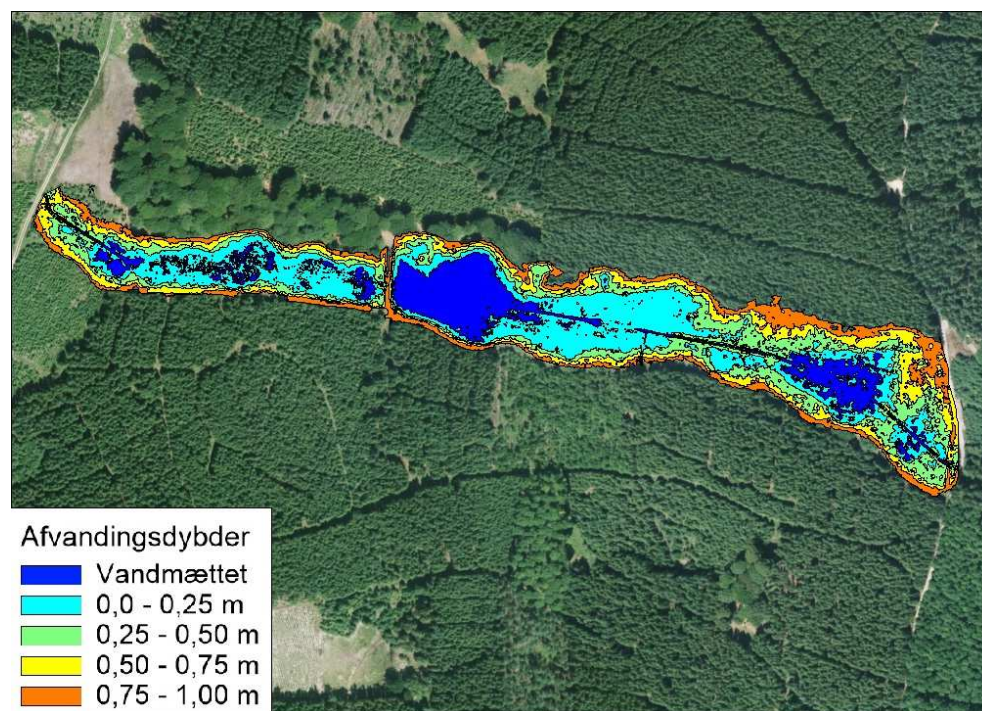 Afvandingsdybder
Vandmættet
0,0 - 0,25 m
0,25 - 0,50 m
0,50 - 0,75 m
0,75 - 1,00 m